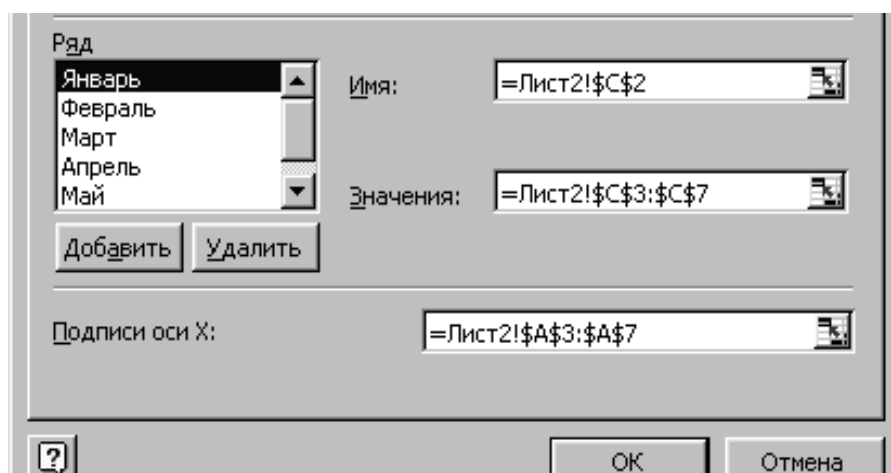 Ряд
Январь
Февраль
Март
Апрель
Май
Имя:
=Лист2!$C$2
Значения:
=Лист2!$C$3:$C$7
Добавить
Удалить
Подписи оси X:
=Лист2!$A$3:$A$7
?
ОК
Отмена